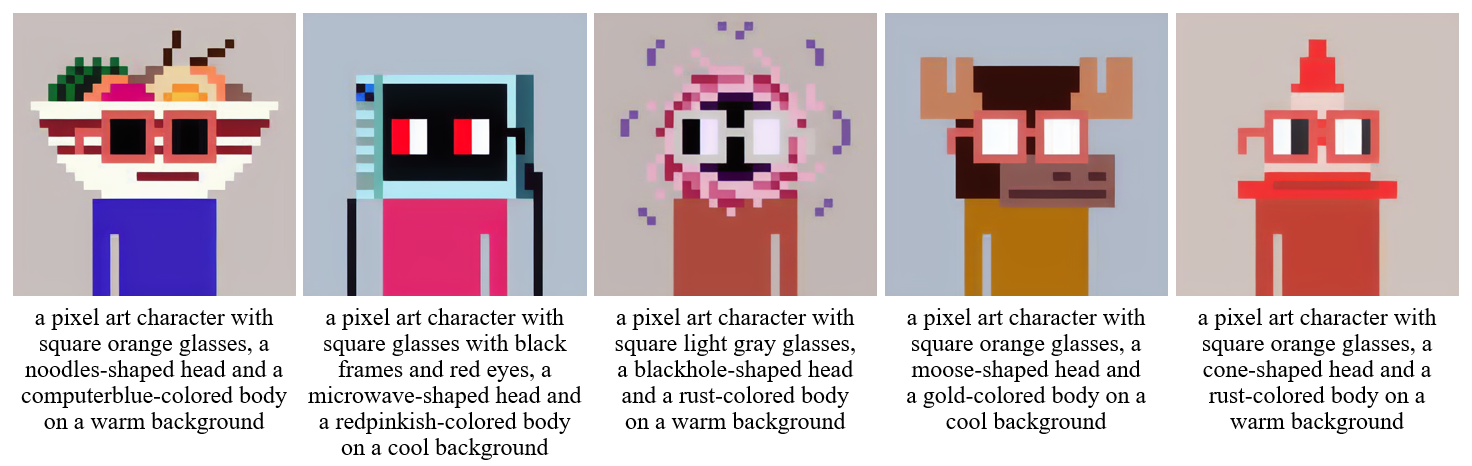 a pixel art character with
square orange glasses, a
noodles-shaped head and a
computerblue-colored body
on a warm background
a pixel art character with
square glasses with black
frames and red eyes, a
microwave-shaped head and
a redpinkish-colored body
on a cool background
a pixel art character with
square light gray glasses,
a blackhole-shaped head
and a rust-colored body
on a warm background
a pixel art character with
square orange glasses, a
moose-shaped head and
a gold-colored body on a
cool background
a pixel art character with
square orange glasses, a
cone-shaped head and a
rust-colored body on a
warm background